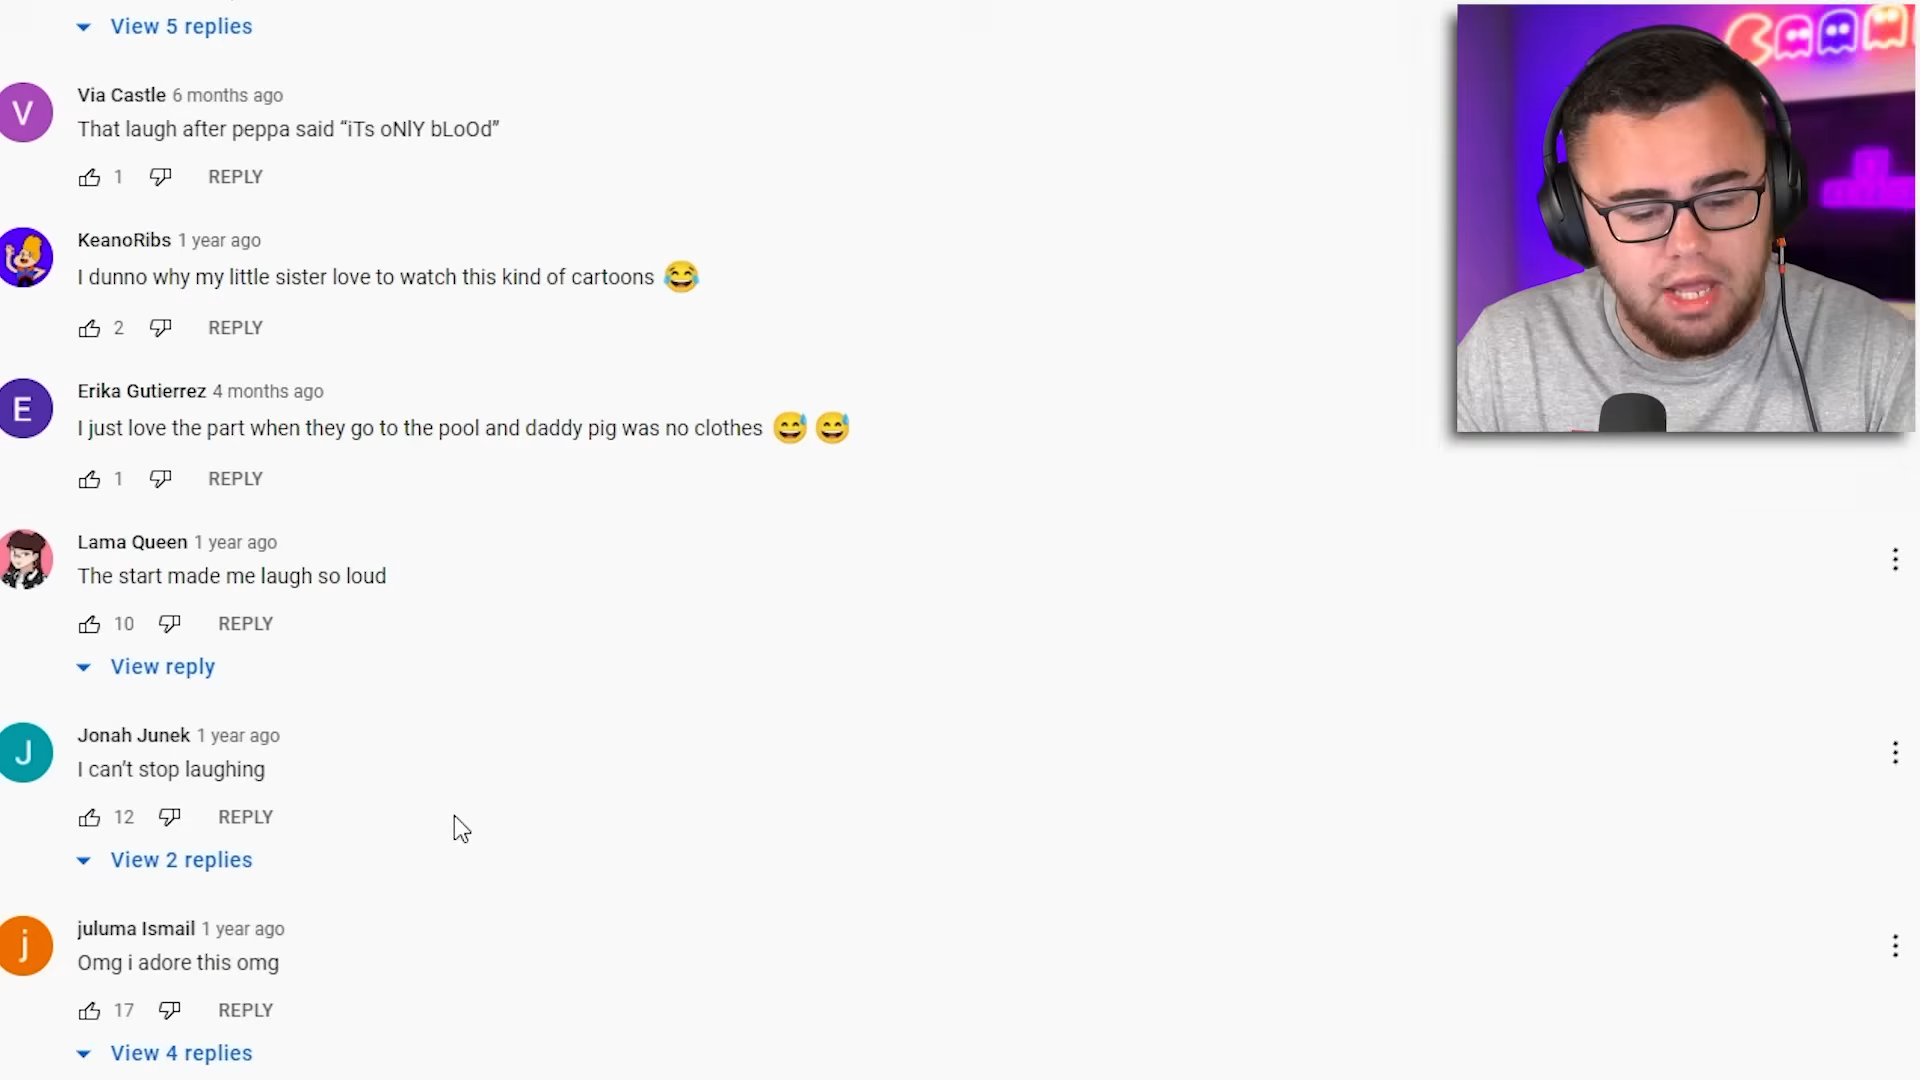 View 5 replies
V
Via Castle 6 months ago
That laugh after peppa said “iTs oNlY bLoOd”
1 REPLY
KeanoRibs 1 year ago
I dunno why my little sister love to watch this kind of cartoons 😂
2 REPLY
E
Erika Gutierrez 4 months ago
I just love the part when they go to the pool and daddy pig was no clothes 😅 😅
1 REPLY
Lama Queen 1 year ago
The start made me laugh so loud
10 REPLY
View reply
J
Jonah Junek 1 year ago
I can’t stop laughing
12 REPLY
View 2 replies
j
juluma Ismail 1 year ago
Omg i adore this omg
17 REPLY
View 4 replies